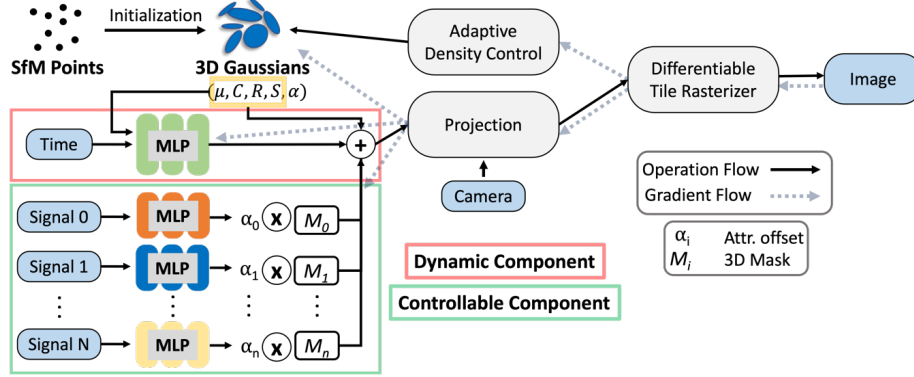 Initialization
SfM Points
3D Gaussians
(μ, C, R, S, α)
Adaptive
Density Control
Differentiable
Tile Rasterizer
Image
Time
MLP
+
Projection
Camera
Operation Flow
Gradient Flow
αi Attr. offset
Mi 3D Mask
Signal 0
MLP
α0 X M0
Signal 1
MLP
α1 X M1
Signal N
MLP
αn X Mn
Dynamic Component
Controllable Component